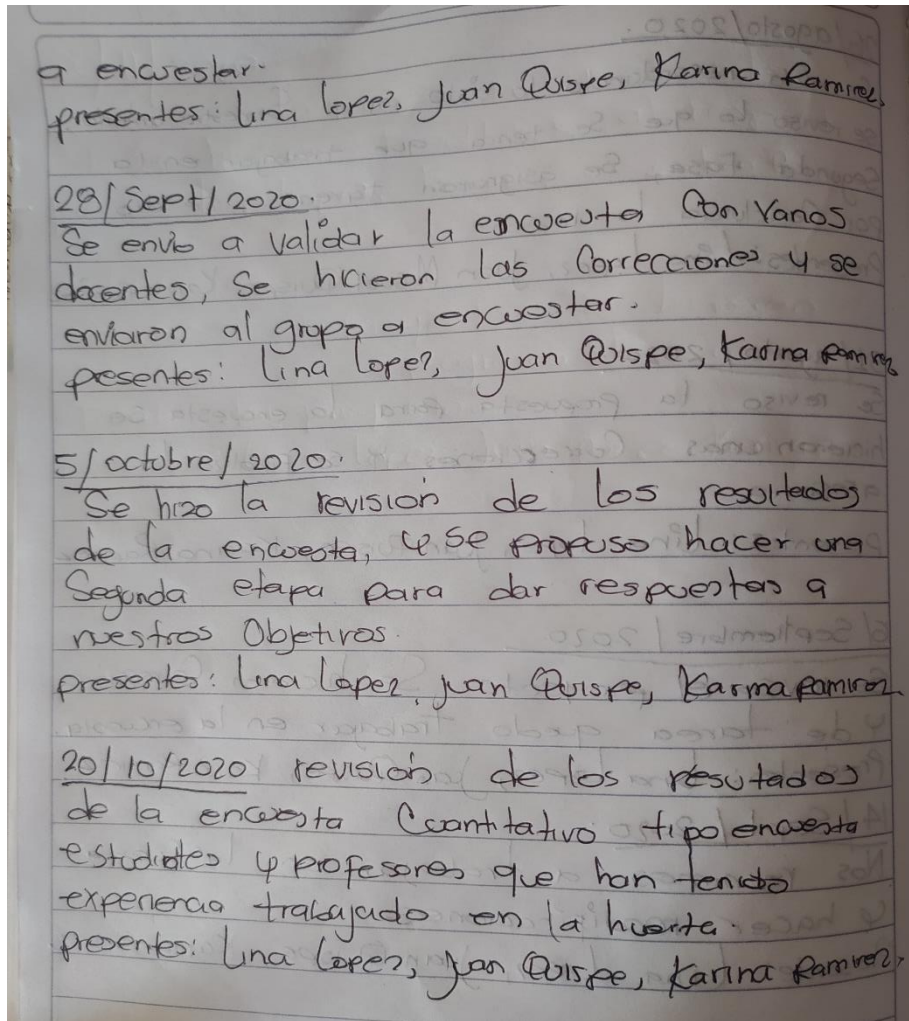 a encuestar.
presentes: lina lopez, Juan Quispe, Karina Ramirez
28/Sept/2020.
Se envio a validar la encuesta Con Varios
docentes, Se hicieron las Correcciones y se
enviaron al grupo a encuestar.
presentes: lina lopez, Juan Quispe, Karina Ramirez
5/octubre/2020.
Se hizo la revisión de los resultados
de la encuesta, y se propuso hacer una
Segunda etapa para dar respuestas a
nuestros Objetivos.
presentes: lina Lopez, juan Quispe, Karina Ramirez
20/10/2020 revisión de los resutados
de la encuesta Cuantitativo tipo encuesta
estudiates y profesores que han tenido
experiencia trabajado en la huerta.
presentes: lina Lopez, Juan Quispe, Karina Ramirez,